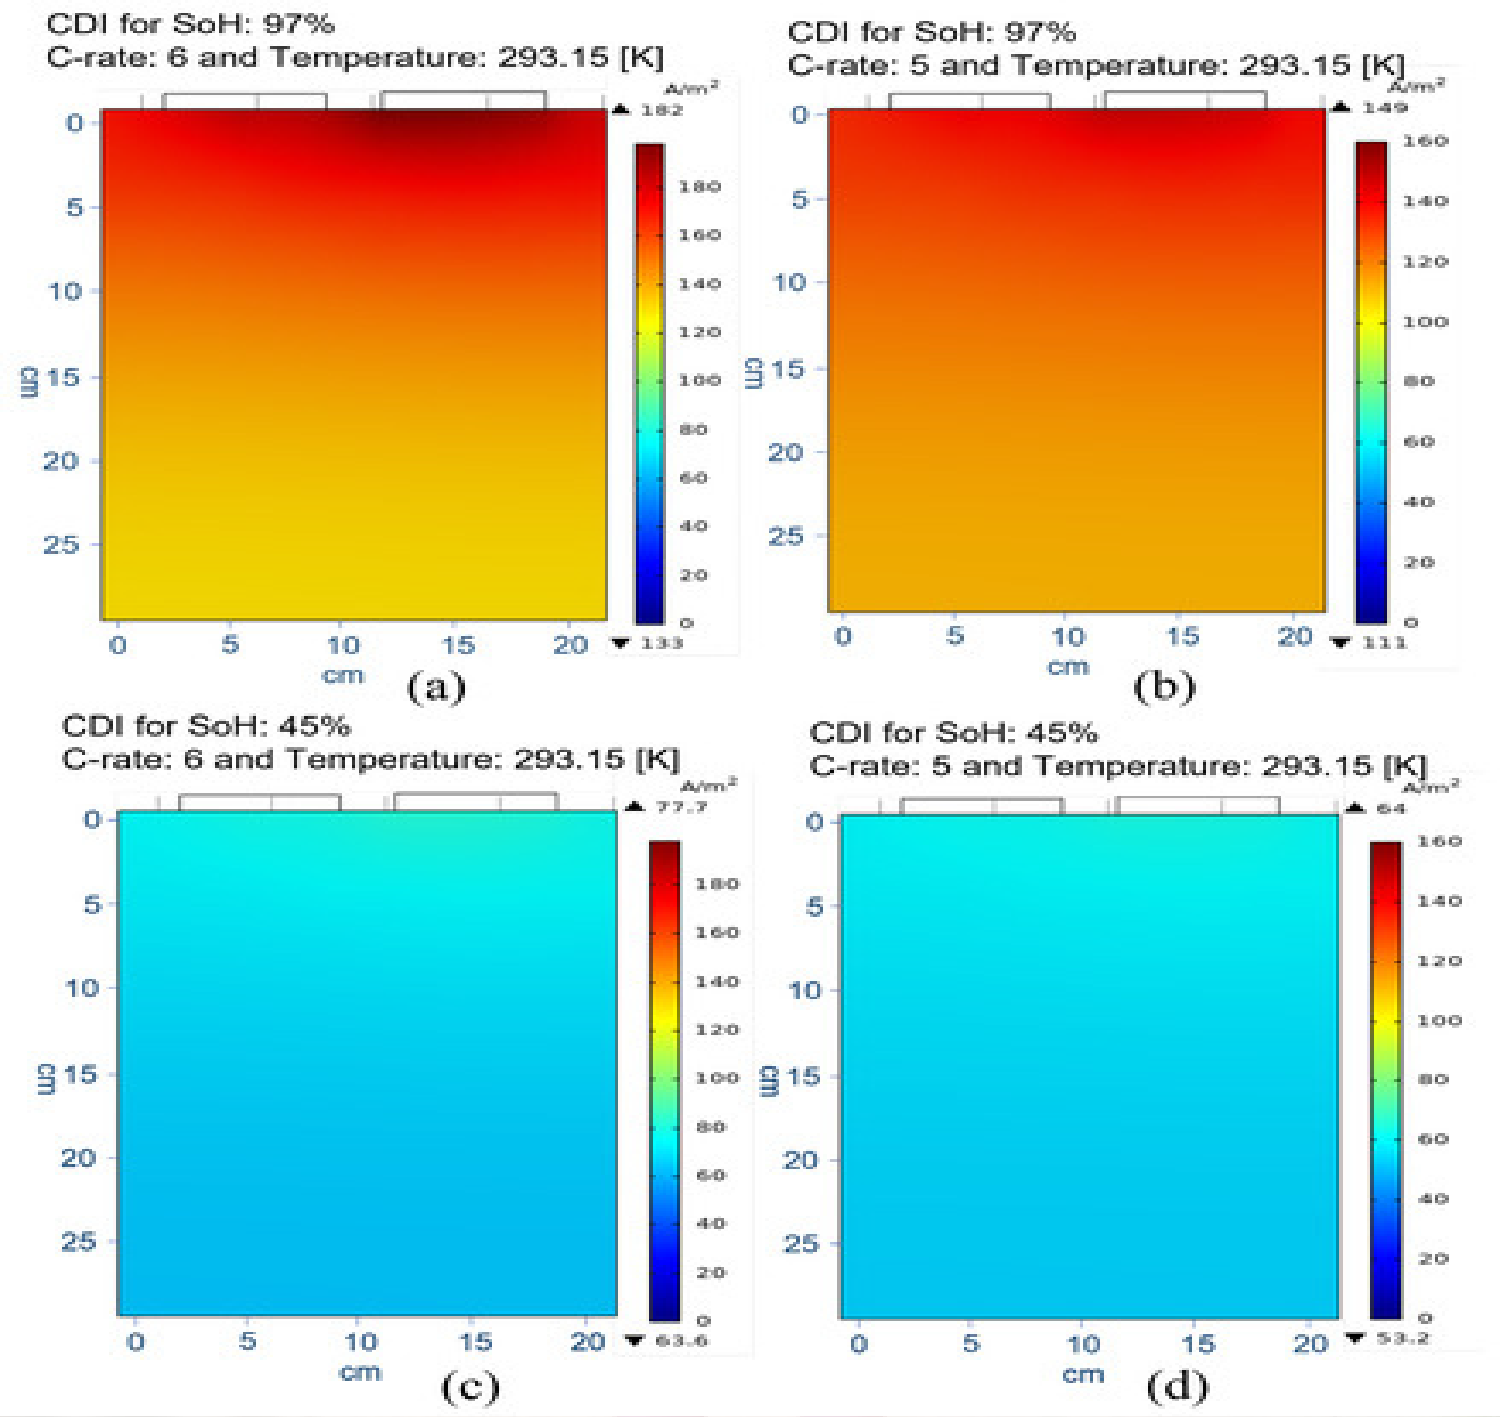 CDI for SoH: 97%
C-rate: 6 and Temperature: 293.15 [K]
A/m²
182
180
160
140
120
100
80
60
40
20
0
133
0
5
10
15
20
25
cm
0 5 10 15 20
cm
(a)
CDI for SoH: 97%
C-rate: 5 and Temperature: 293.15 [K]
A/m²
149
160
140
120
100
80
60
40
20
0
111
0
5
10
15
20
25
cm
0 5 10 15 20
cm
(b)
CDI for SoH: 45%
C-rate: 6 and Temperature: 293.15 [K]
A/m²
77.7
180
160
140
120
100
80
60
40
20
0
63.6
0
5
10
15
20
25
cm
0 5 10 15 20
cm
(c)
CDI for SoH: 45%
C-rate: 5 and Temperature: 293.15 [K]
A/m²
64
160
140
120
100
80
60
40
20
0
53.2
0
5
10
15
20
25
cm
0 5 10 15 20
cm
(d)